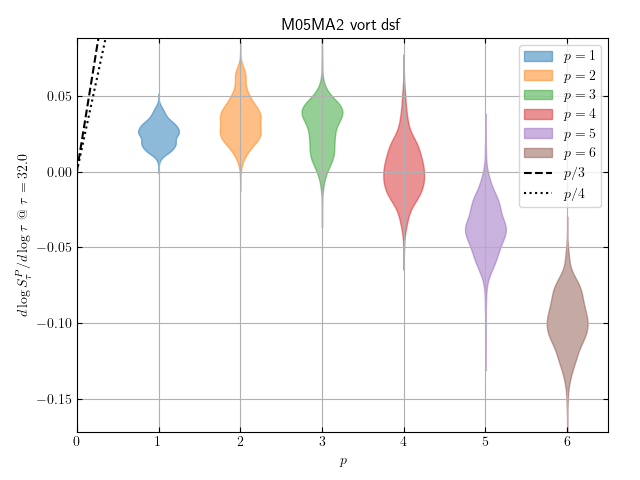 M05MA2 vort dsf
d log S_τ^P / d log τ @ τ = 32.0
0.05
0.00
−0.05
−0.10
−0.15
0 1 2 3 4 5 6
p
p = 1
p = 2
p = 3
p = 4
p = 5
p = 6
p/3
p/4